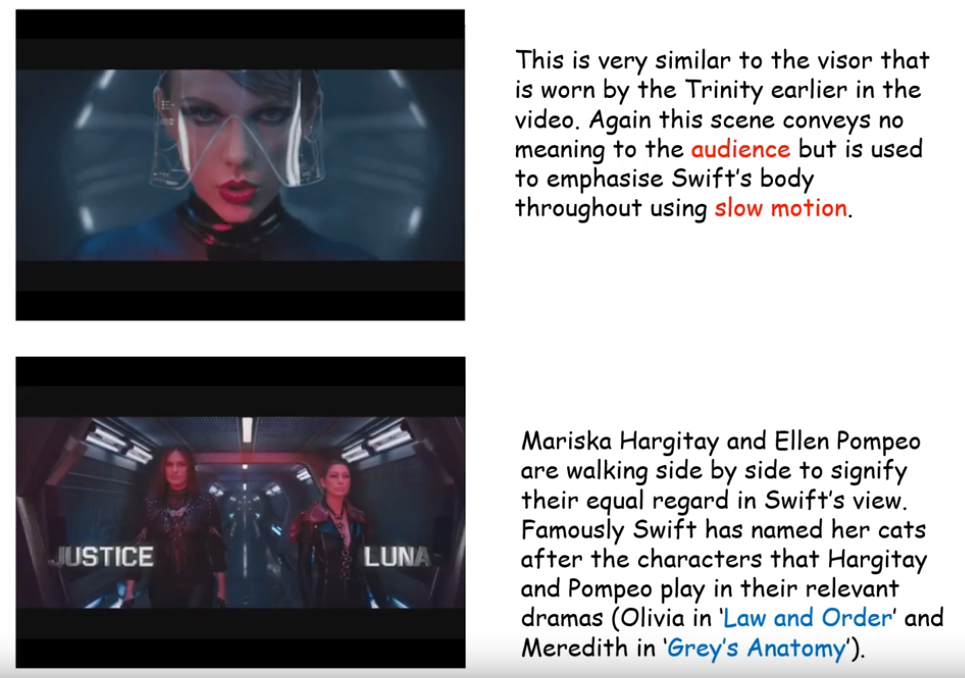 This is very similar to the visor that
is worn by the Trinity earlier in the
video. Again this scene conveys no
meaning to the audience but is used
to emphasise Swift's body
throughout using slow motion.
JUSTICE
LUNA
Mariska Hargitay and Ellen Pompeo
are walking side by side to signify
their equal regard in Swift's view.
Famously Swift has named her cats
after the characters that Hargitay
and Pompeo play in their relevant
dramas (Olivia in 'Law and Order' and
Meredith in 'Grey's Anatomy').